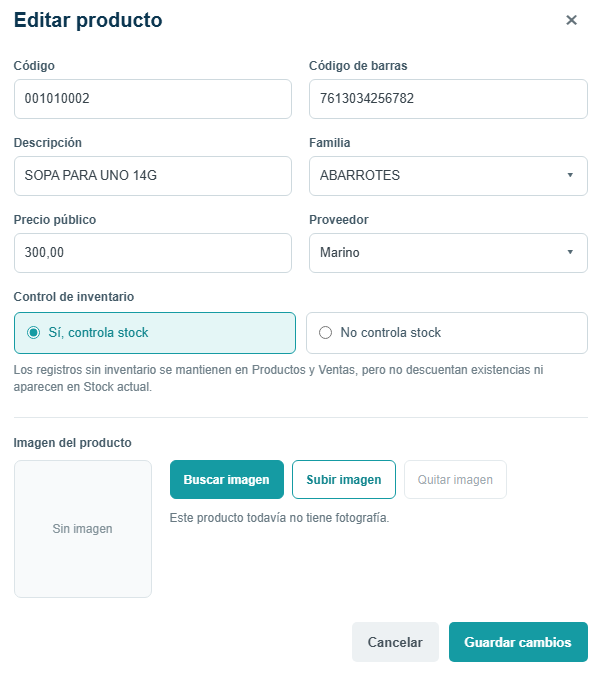 Editar producto
✕
Código
Código de barras
001010002
7613034256782
Descripción
Familia
SOPA PARA UNO 14G
ABARROTES
Precio público
Proveedor
300,00
Marino
Control de inventario
Sí, controla stock
No controla stock
Los registros sin inventario se mantienen en Productos y Ventas, pero no descuentan existencias ni
aparecen en Stock actual.
Imagen del producto
Sin imagen
Buscar imagen
Subir imagen
Quitar imagen
Este producto todavía no tiene fotografía.
Cancelar
Guardar cambios